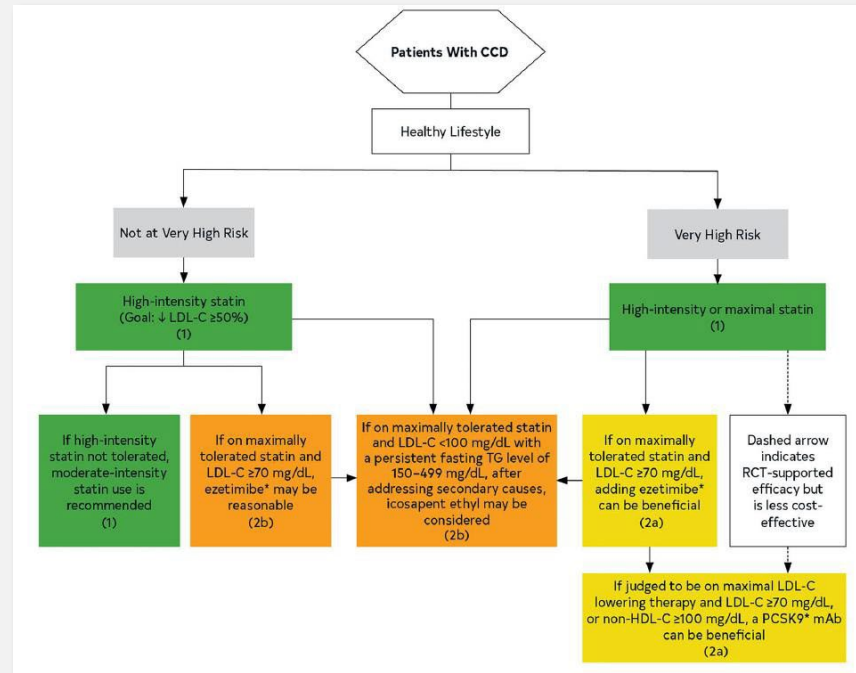 Patients With CCD
Healthy Lifestyle
Not at Very High Risk
Very High Risk
High-intensity statin
(Goal: ↓ LDL-C ≥50%)
(1)
High-intensity or maximal statin
(1)
If high-intensity
statin not tolerated,
moderate-intensity
statin use is
recommended
(1)
If on maximally
tolerated statin and
LDL-C ≥70 mg/dL,
ezetimibe* may be
reasonable
(2b)
If on maximally tolerated statin
and LDL-C <100 mg/dL with
a persistent fasting TG level of
150–499 mg/dL, after
addressing secondary causes,
icosapent ethyl may be
considered
(2b)
If on maximally
tolerated statin and
LDL-C ≥70 mg/dL,
adding ezetimibe*
can be beneficial
(2a)
Dashed arrow
indicates
RCT-supported
efficacy but
is less cost-
effective
If judged to be on maximal LDL-C
lowering therapy and LDL-C ≥70 mg/dL,
or non-HDL-C ≥100 mg/dL, a PCSK9* mAb
can be beneficial
(2a)